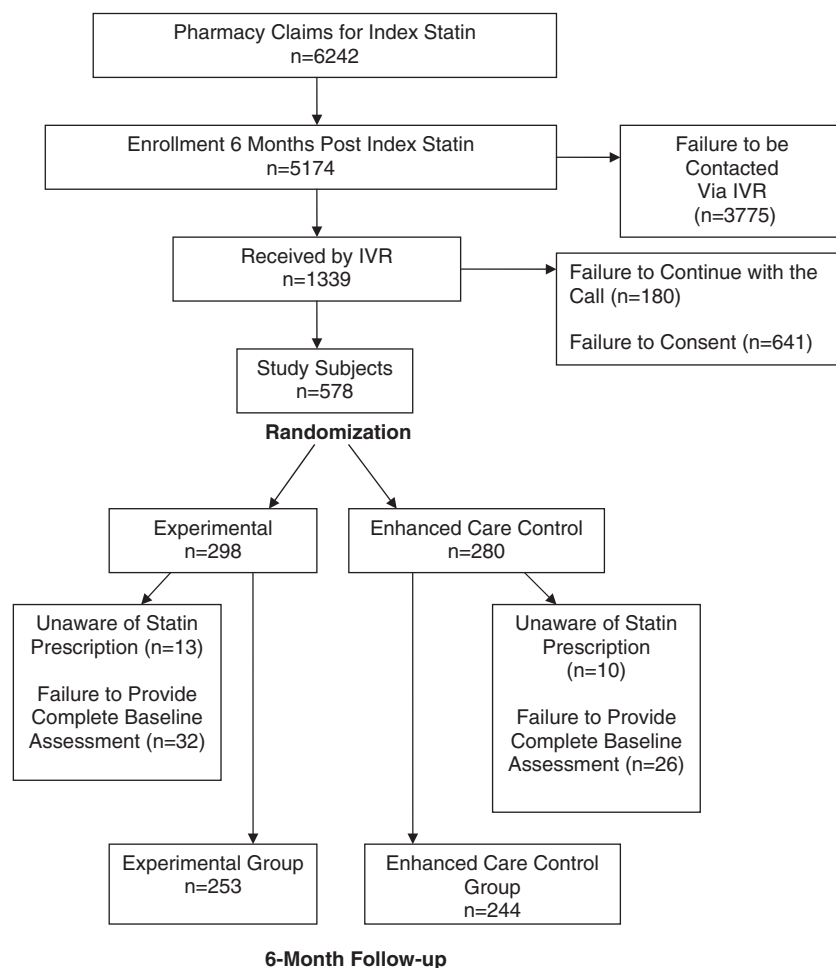 Pharmacy Claims for Index Statin
n=6242
Enrollment 6 Months Post Index Statin
n=5174
Failure to be
Contacted
Via IVR
(n=3775)
Received by IVR
n=1339
Failure to Continue with the
Call (n=180)
Failure to Consent (n=641)
Study Subjects
n=578
Randomization
Experimental
n=298
Enhanced Care Control
n=280
Unaware of Statin
Prescription (n=13)
Failure to Provide
Complete Baseline
Assessment (n=32)
Unaware of Statin
Prescription
(n=10)
Failure to Provide
Complete Baseline
Assessment (n=26)
Experimental Group
n=253
Enhanced Care Control
Group
n=244
6-Month Follow-up